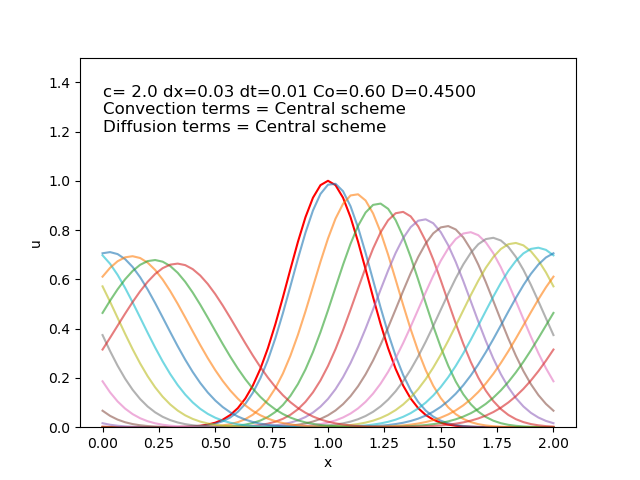 c= 2.0 dx=0.03 dt=0.01 Co=0.60 D=0.4500
Convection terms = Central scheme
Diffusion terms = Central scheme
1.4
1.2
1.0
0.8
0.6
0.4
0.2
0.0
u
0.00 0.25 0.50 0.75 1.00 1.25 1.50 1.75 2.00
x